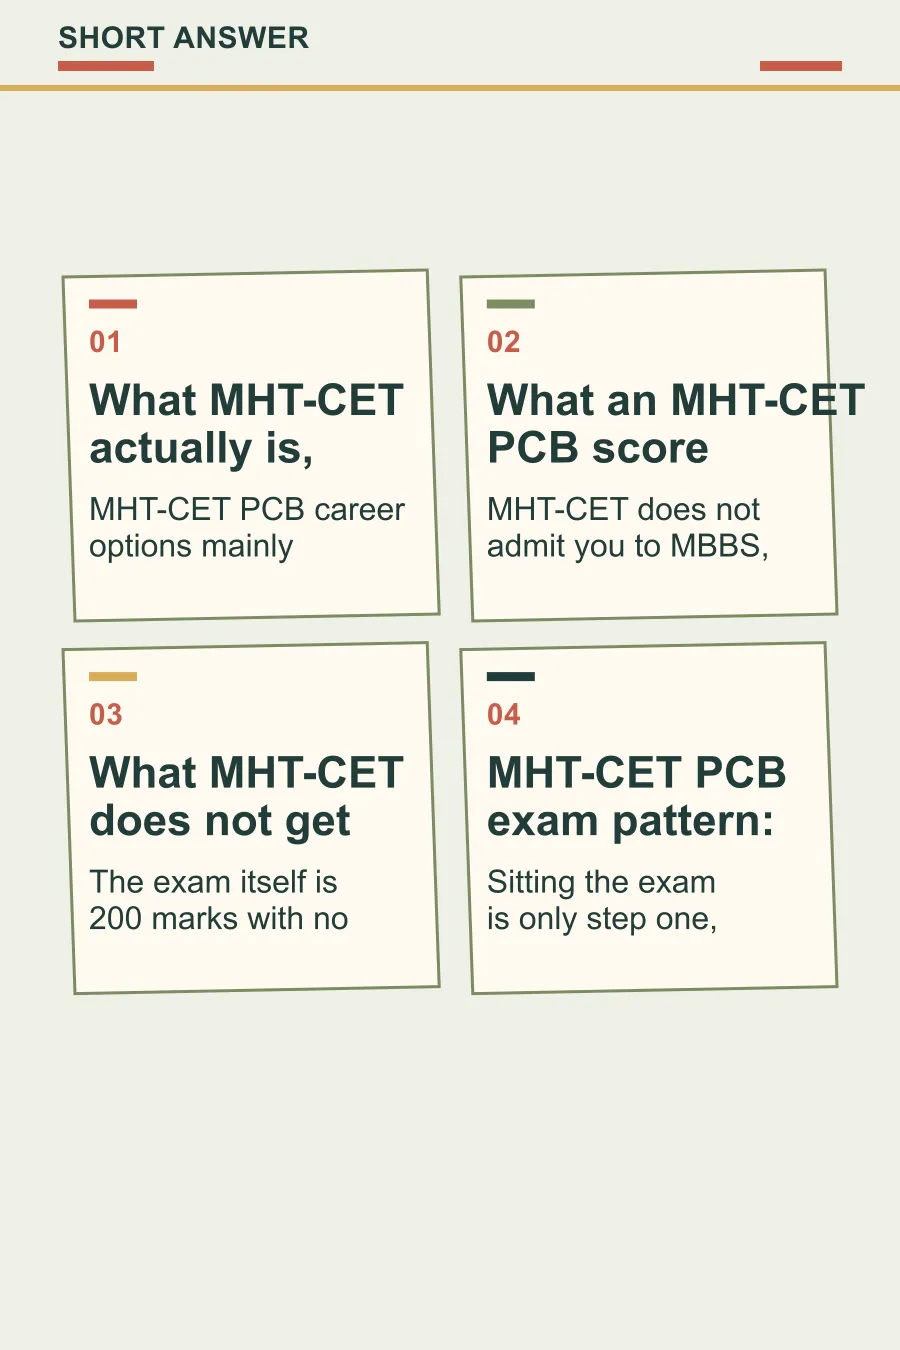 SHORT ANSWER
01
What MHT-CET
actually is,
MHT-CET PCB career
options mainly
02
What an MHT-CET
PCB score
MHT-CET does not
admit you to MBBS,
03
What MHT-CET
does not get
The exam itself is
200 marks with no
04
MHT-CET PCB
exam pattern:
Sitting the exam
is only step one,